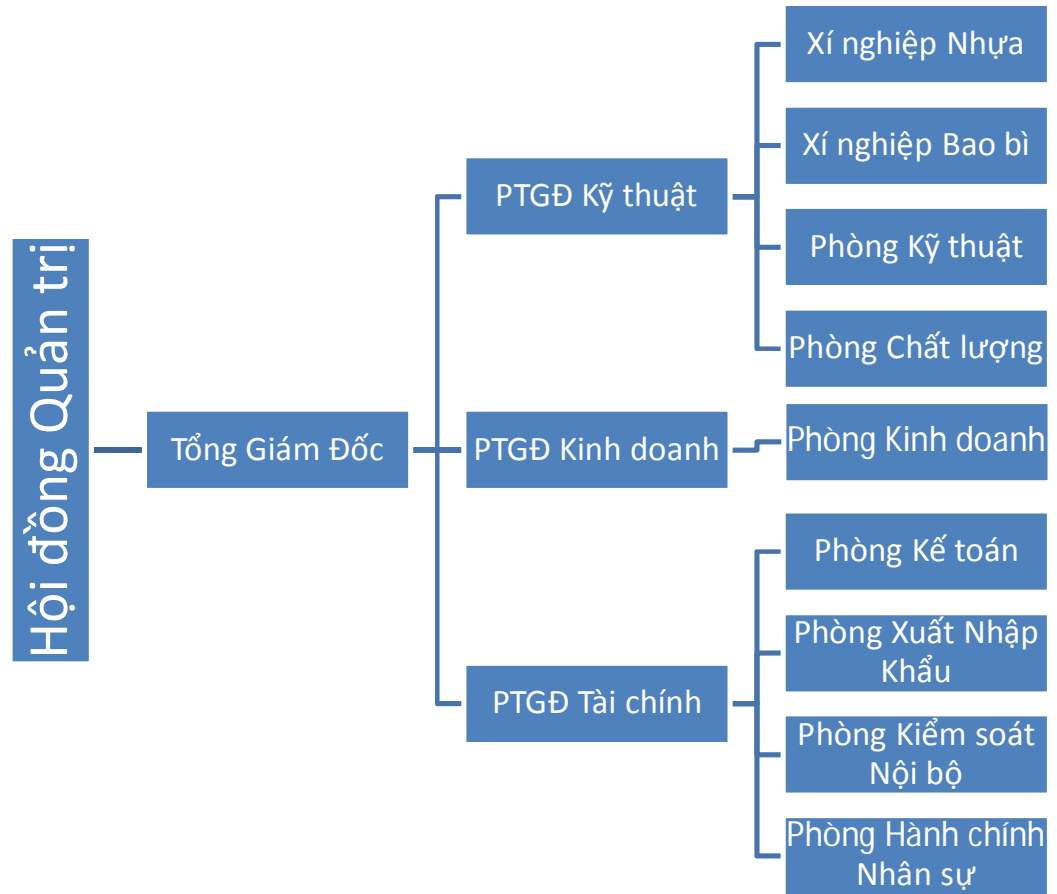 Hội đồng Quản trị
Tổng Giám Đốc
PTGĐ Kỹ thuật
Xí nghiệp Nhựa
Xí nghiệp Bao bì
Phòng Kỹ thuật
Phòng Chất lượng
PTGĐ Kinh doanh
Phòng Kinh doanh
PTGĐ Tài chính
Phòng Kế toán
Phòng Xuất Nhập
Khẩu
Phòng Kiểm soát
Nội bộ
Phòng Hành chính
Nhân sự